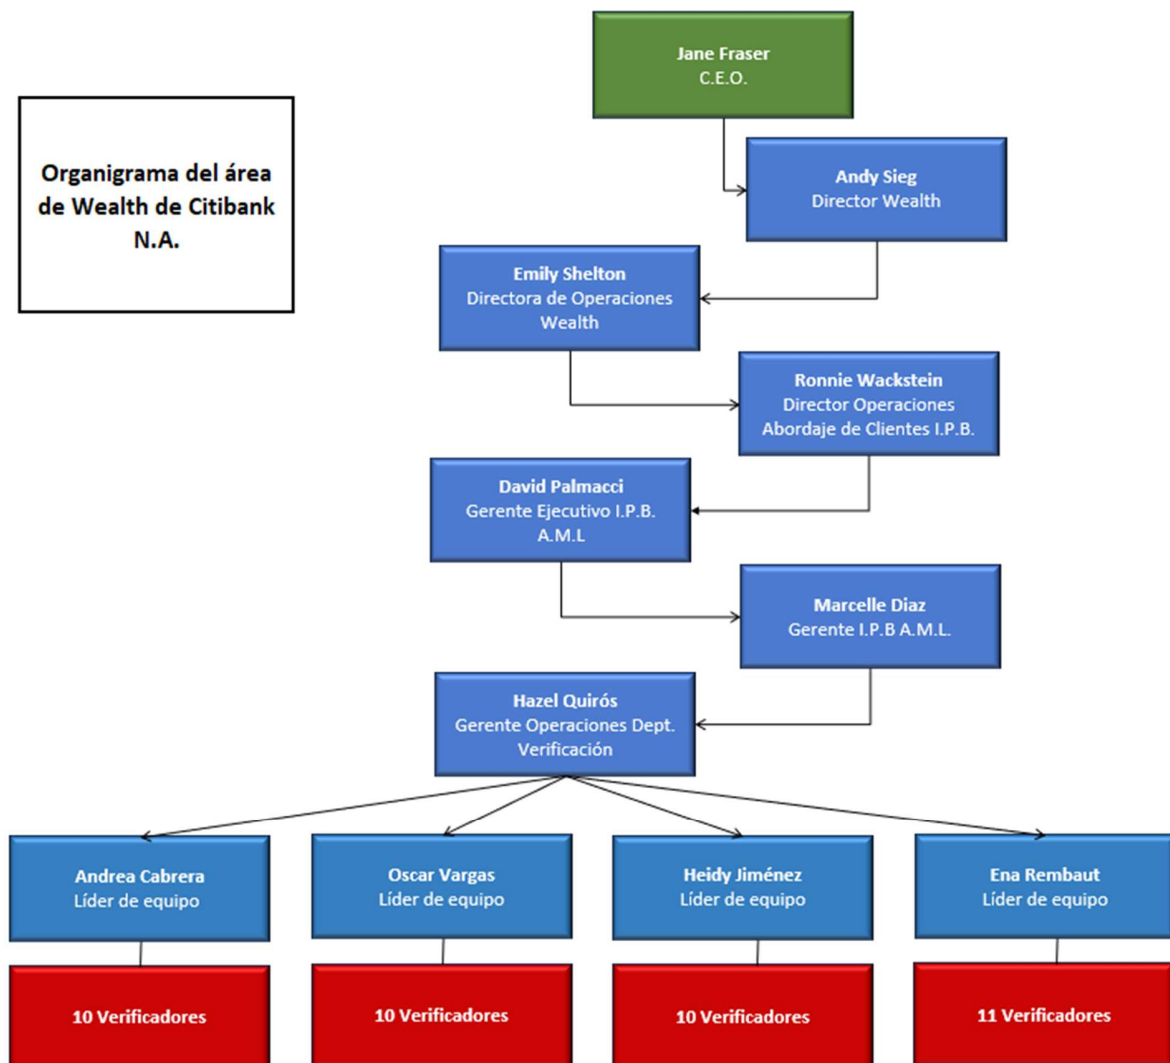 Jane Fraser
C.E.O.
Organigrama del área
de Wealth de Citibank
N.A.
Andy Sieg
Director Wealth
Emily Shelton
Directora de Operaciones
Wealth
Ronnie Wackstein
Director Operaciones
Abordaje de Clientes I.P.B.
David Palmacci
Gerente Ejecutivo I.P.B.
A.M.L
Marcelle Diaz
Gerente I.P.B A.M.L.
Hazel Quirós
Gerente Operaciones Dept.
Verificación
Andrea Cabrera
Líder de equipo
Oscar Vargas
Líder de equipo
Heidy Jiménez
Líder de equipo
Ena Rembaut
Líder de equipo
10 Verificadores
10 Verificadores
10 Verificadores
11 Verificadores